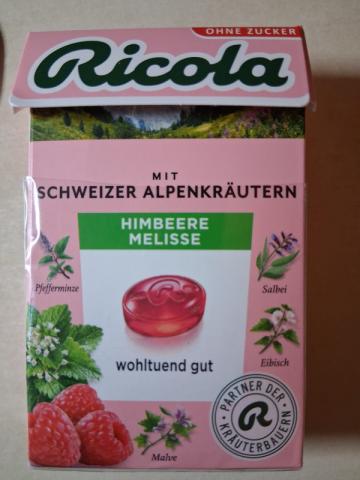 OHNE ZUCKER
Ricola
MIT
SCHWEIZER ALPENKRÄUTERN
HIMBEERE
MELISSE
Pfefferminze
Salbei
Eibisch
wohltuend gut
Malve
PARTNER DER
KRÄUTERBAUERN